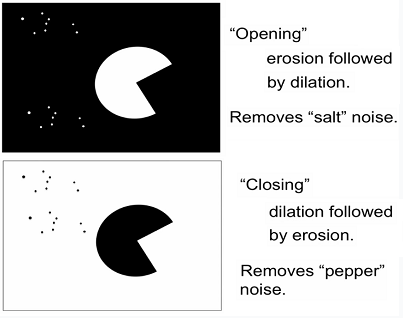 “Opening”
erosion followed
by dilation.
Removes “salt” noise.
“Closing”
dilation followed
by erosion.
Removes “pepper”
noise.